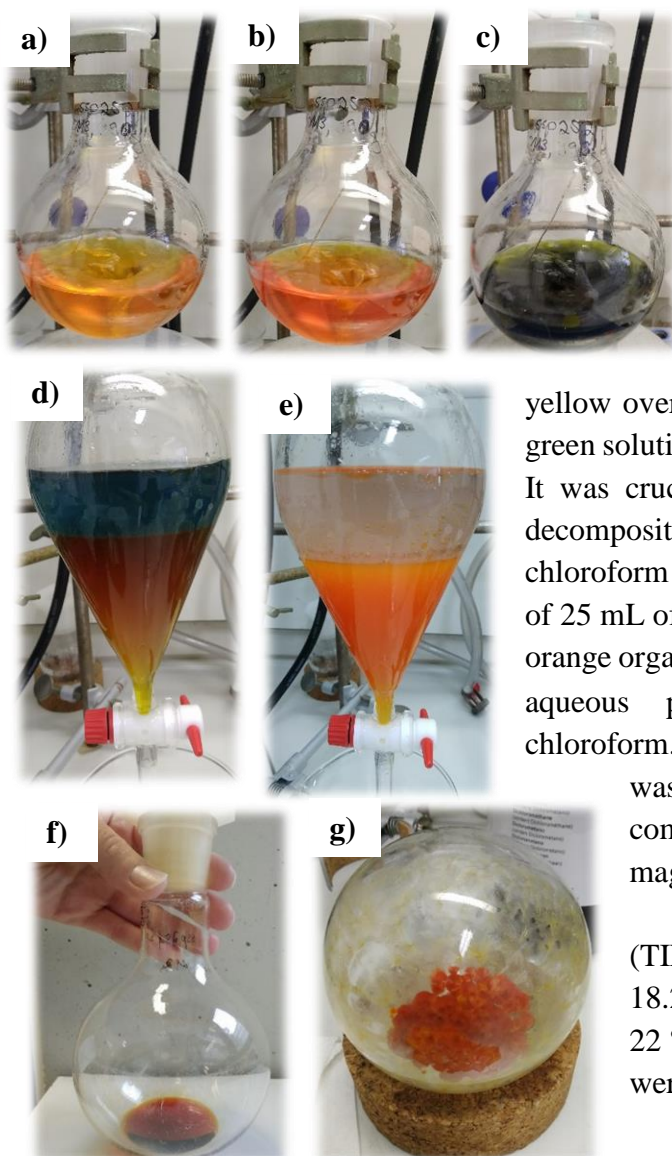 a)
b)
c)
d)
e)
yellow over
green soluti
It was cruc
decomposit
chloroform
of 25 mL of
orange orga
aqueous p
chloroform.
was
con
mag
f)
g)
18.2
22
wer